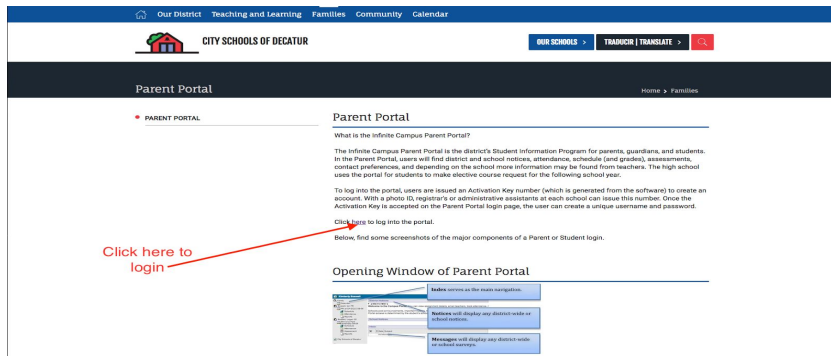 Our District Teaching and Learning Families Community Calendar
CITY SCHOOLS OF DECATUR
OUR SCHOOLS >
TRADUCIR | TRANSLATE >
Parent Portal
Home > Families
PARENT PORTAL
Parent Portal
What is the Infinite Campus Parent Portal?
The Infinite Campus Parent Portal is the district's Student Information Program for parents, guardians, and students.
In the Parent Portal, users will find district and school notices, attendance, schedule (and grades), assessments,
contact preferences, and depending on the school more information may be found from teachers. The high school
uses the portal for students to make elective course request for the following school year.
To log into the portal, users are issued an Activation Key number (which is generated from the software) to create an
account. With a photo ID, registrar's or administrative assistants at each school can issue this number. Once the
Activation Key is accepted on the Parent Portal login page, the user can create a unique username and password.
Click here to log into the portal.
Below, find some screenshots of the major components of a Parent or Student login.
Click here to
login
Opening Window of Parent Portal
Index serves as the main navigation.
Notices will display any district-wide or
school notices.
Messages will display any district-wide
or school surveys.